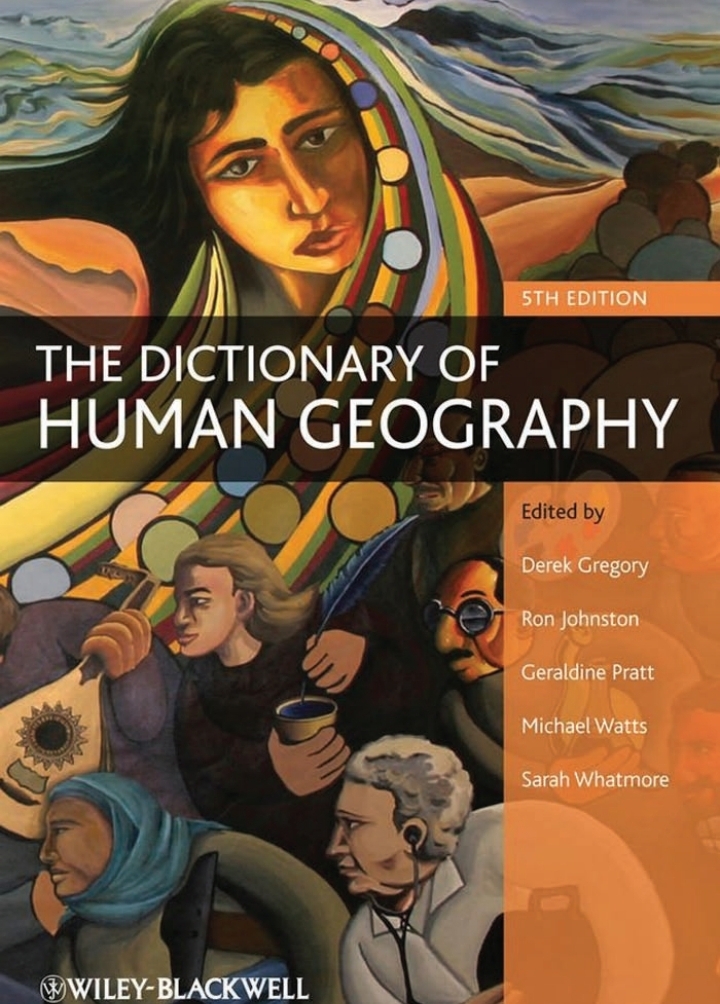 5TH EDITION
THE DICTIONARY OF
HUMAN GEOGRAPHY
Edited by
Derek Gregory
Ron Johnston
Geraldine Pratt
Michael Watts
Sarah Whatmore
WILEY-BLACKWELL